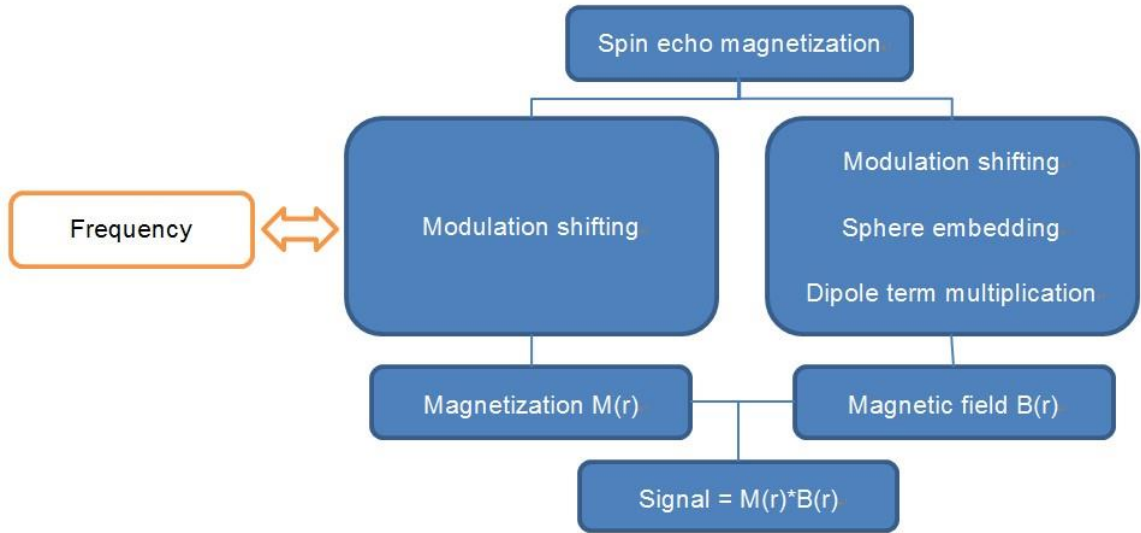 Spin echo magnetization
Frequency
Modulation shifting
Modulation shifting
Sphere embedding
Dipole term multiplication
Magnetization M(r)
Magnetic field B(r)
Signal = M(r)*B(r)